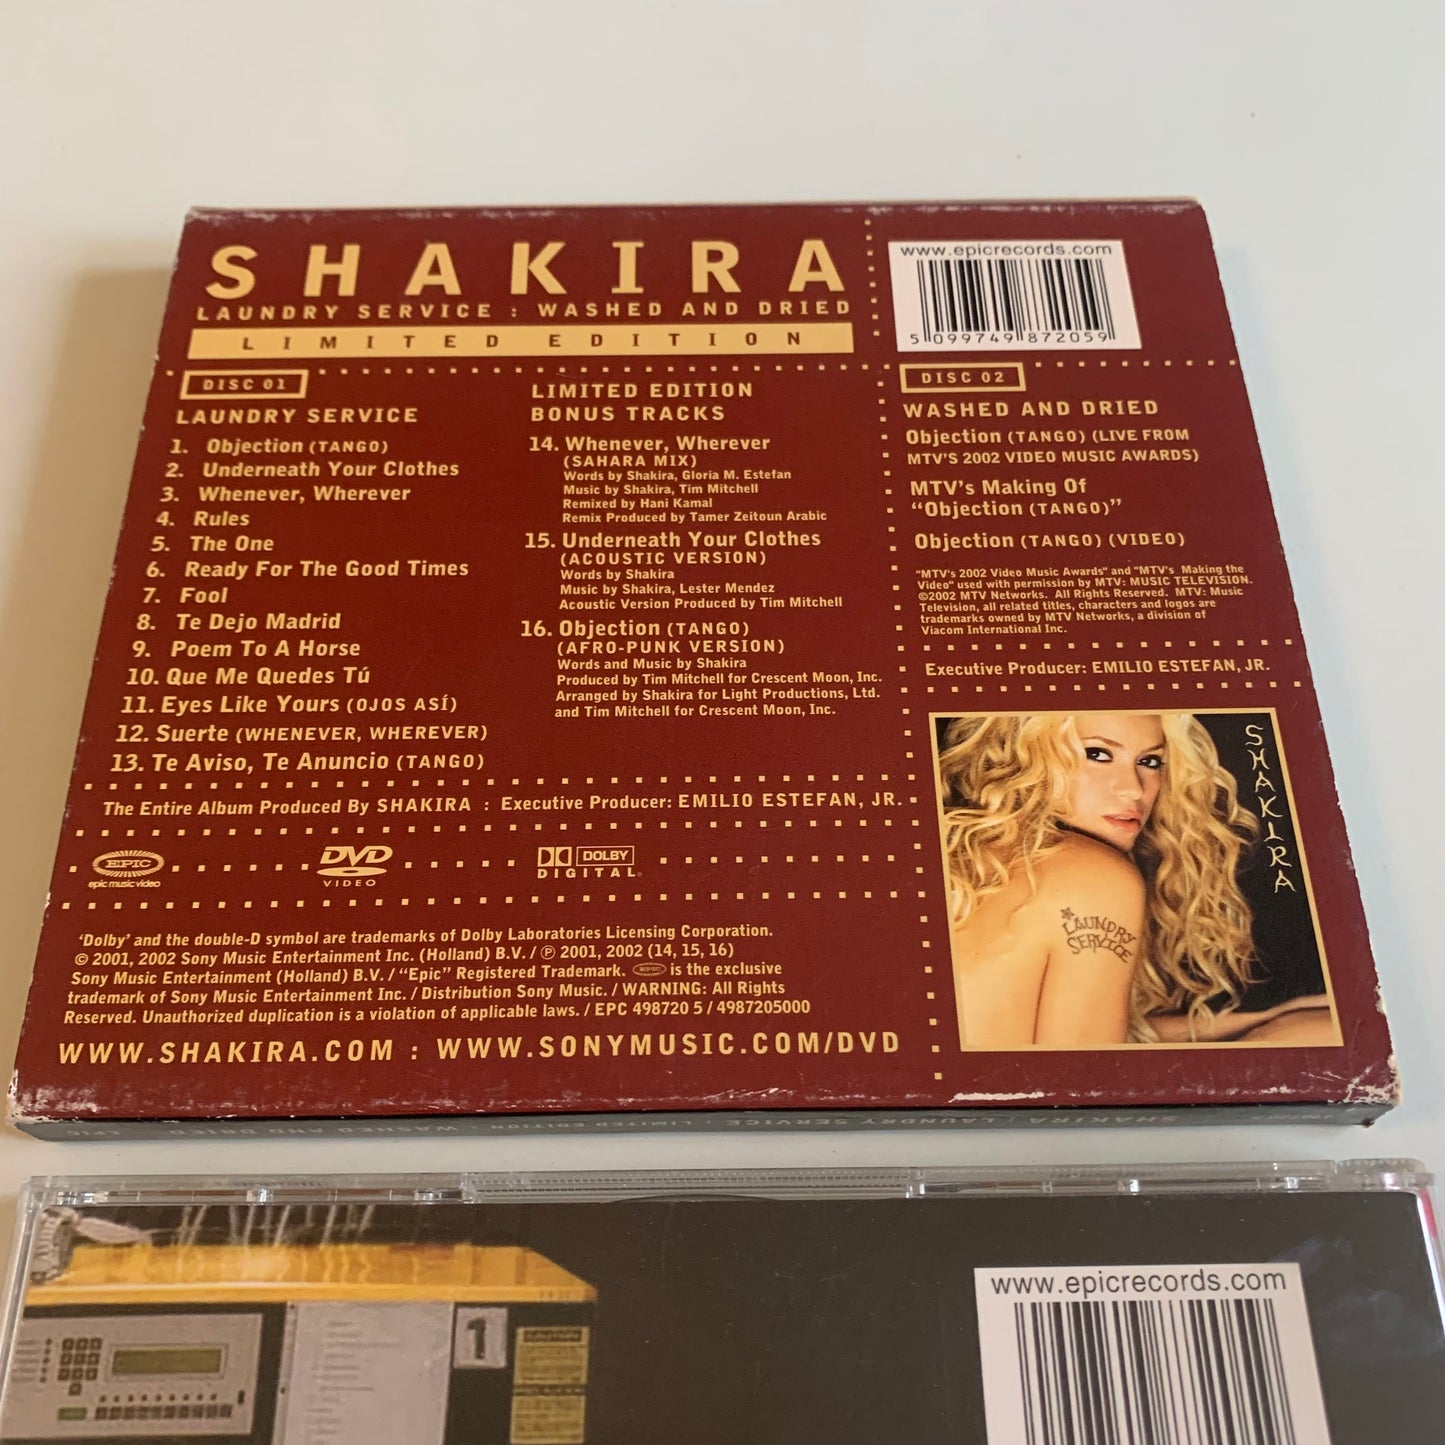 SHAKIRA
LAUNDRY SERVICE : WASHED AND DRIED
LIMITED EDITION
www.epicrecords.com
5 099749 872059
DISC 01
LAUNDRY SERVICE
1. Objection (TANGO)
2. Underneath Your Clothes
3. Whenever, Wherever
4. Rules
5. The One
6. Ready For The Good Times
7. Fool
8. Te Dejo Madrid
9. Poem To A Horse
10. Que Me Quedes Tú
11. Eyes Like Yours (OJOS ASÍ)
12. Suerte (WHENEVER, WHEREVER)
13. Te Aviso, Te Anuncio (TANGO)
LIMITED EDITION
BONUS TRACKS
14. Whenever, Wherever
(SAHARA MIX)
Words by Shakira, Gloria M. Estefan
Music by Shakira, Tim Mitchell
Remixed by Hani Kamal
Remix Produced by Tamer Zeitoun Arabic
15. Underneath Your Clothes
(ACOUSTIC VERSION)
Words by Shakira
Music by Shakira, Lester Mendez
Acoustic Version Produced by Tim Mitchell
16. Objection (TANGO)
(AFRO-PUNK VERSION)
Words and Music by Shakira
Produced by Tim Mitchell for Crescent Moon, Inc.
Arranged by Shakira for Light Productions, Ltd.
and Tim Mitchell for Crescent Moon, Inc.
DISC 02
WASHED AND DRIED
Objection (TANGO) (LIVE FROM
MTV'S 2002 VIDEO MUSIC AWARDS)
MTV's Making Of
“Objection (TANGO)”
Objection (TANGO) (VIDEO)
"MTV's 2002 Video Music Awards" and "MTV's Making the
Video" used with permission by MTV: MUSIC TELEVISION.
©2002 MTV Networks. All Rights Reserved. MTV: Music
Television, all related titles, characters and logos are
trademarks owned by MTV Networks, a division of
Viacom International Inc.
Executive Producer: EMILIO ESTEFAN, JR.
The Entire Album Produced By SHAKIRA : Executive Producer: EMILIO ESTEFAN, JR.
EPIC
epic music video
DVD
VIDEO
DOLBY
DIGITAL
SHAKIRA
LAUNDRY
SERVICE
‘Dolby’ and the double-D symbol are trademarks of Dolby Laboratories Licensing Corporation.
© 2001, 2002 Sony Music Entertainment Inc. (Holland) B.V. / ℗ 2001, 2002 (14, 15, 16)
Sony Music Entertainment (Holland) B.V. / “Epic” Registered Trademark. EPIC is the exclusive
trademark of Sony Music Entertainment Inc. / Distribution Sony Music. / WARNING: All Rights
Reserved. Unauthorized duplication is a violation of applicable laws. / EPC 498720 5 / 4987205000
WWW.SHAKIRA.COM : WWW.SONYMUSIC.COM/DVD
SHAKIRA : LAUNDRY SERVICE : LIMITED EDITION : WASHED AND DRIED EPIC
1
CAUTION
www.epicrecords.com